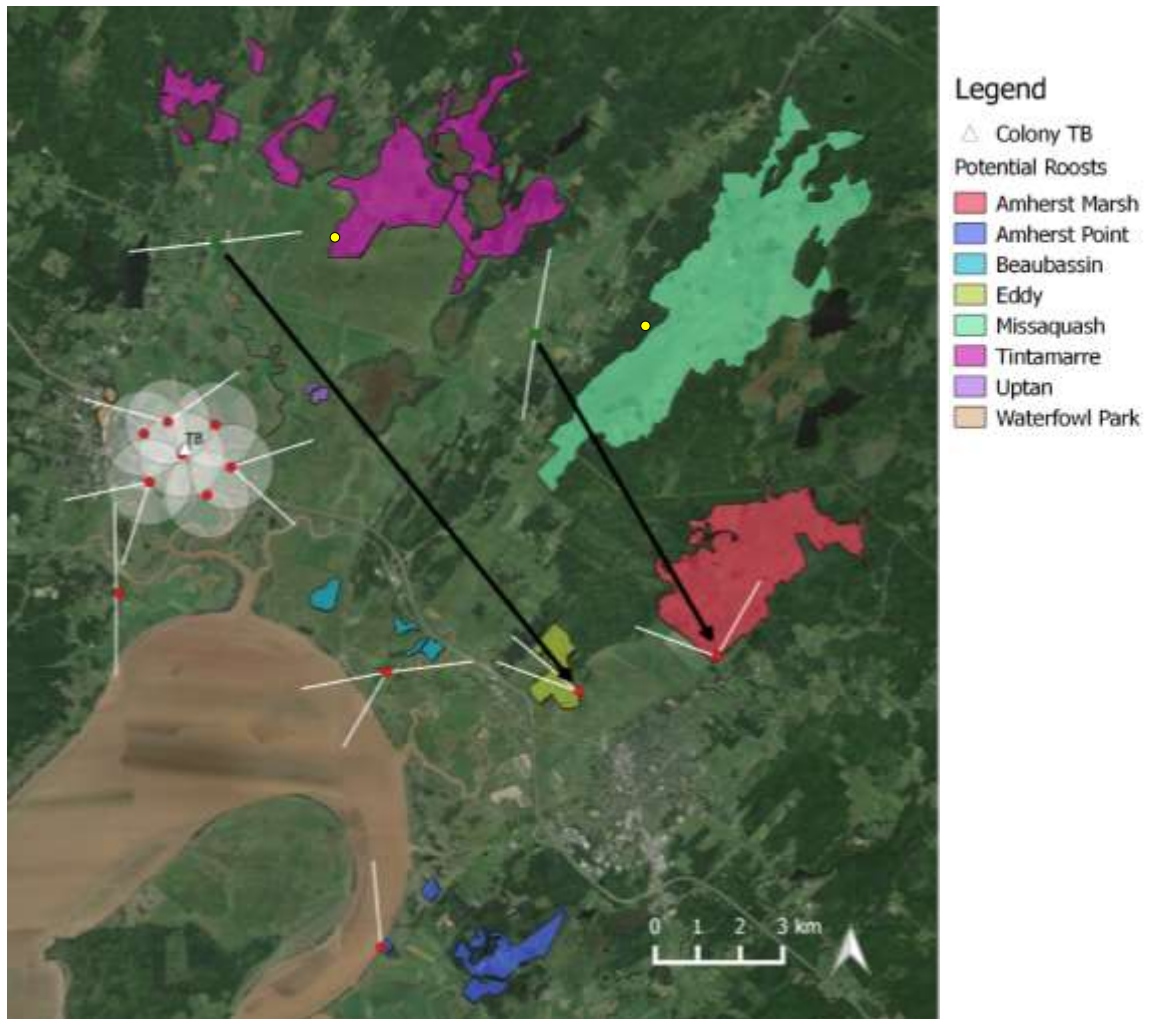 Legend
Colony TB
Potential Roosts
Amherst Marsh
Amherst Point
Beaubassin
Eddy
Missaquash
Tintamarre
Uptan
Waterfowl Park
TB
0 1 2 3 km